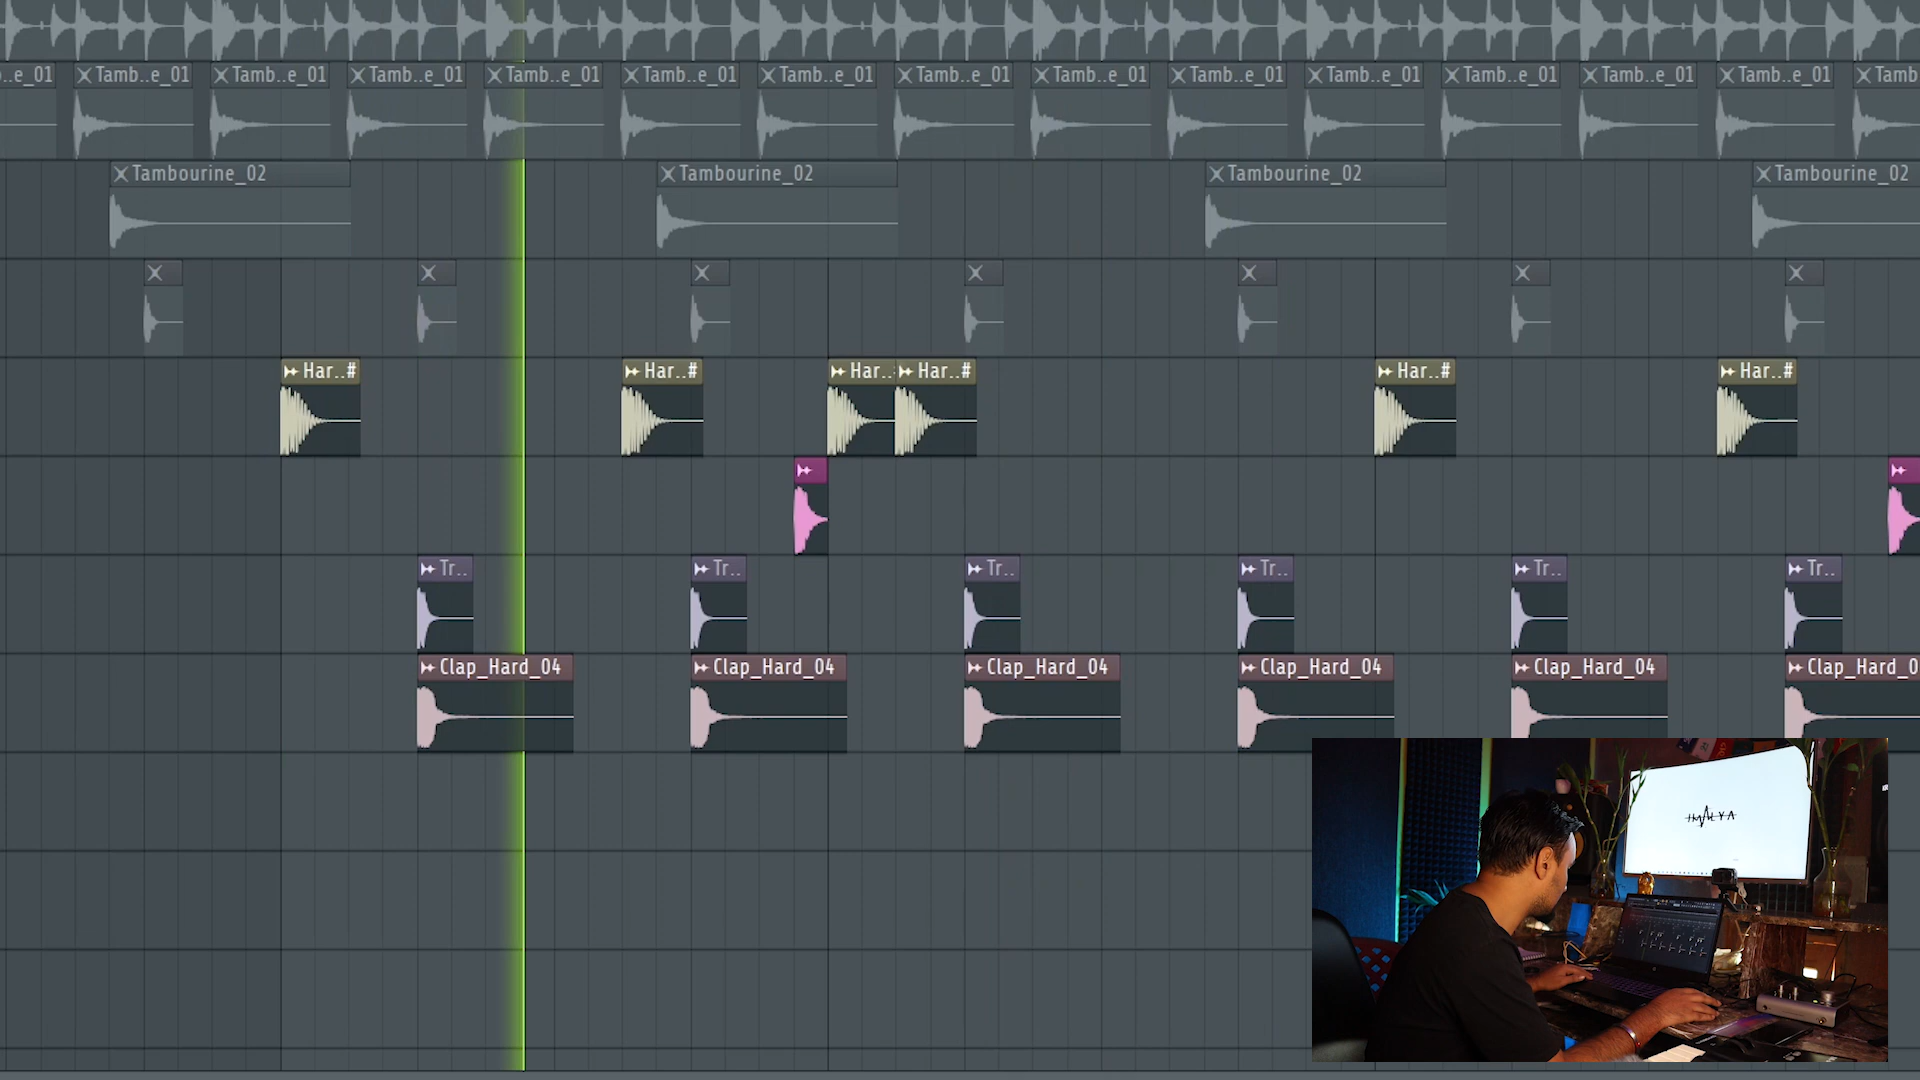 ..e_01 Tamb..e_01 Tamb..e_01 Tamb..e_01 Tamb..e_01 Tamb..e_01 Tamb..e_01 Tamb..e_01 Tamb..e_01 Tamb..e_01 Tamb..e_01 Tamb..e_01 Tamb..e_01 Tamb..e_01 Tamb
Tambourine_02 Tambourine_02 Tambourine_02 Tambourine_02
Har..# Har..# Har.. Har..# Har..# Har..#
Tr.. Tr.. Tr.. Tr.. Tr.. Tr..
Clap_Hard_04 Clap_Hard_04 Clap_Hard_04 Clap_Hard_04 Clap_Hard_04 Clap_Hard_0